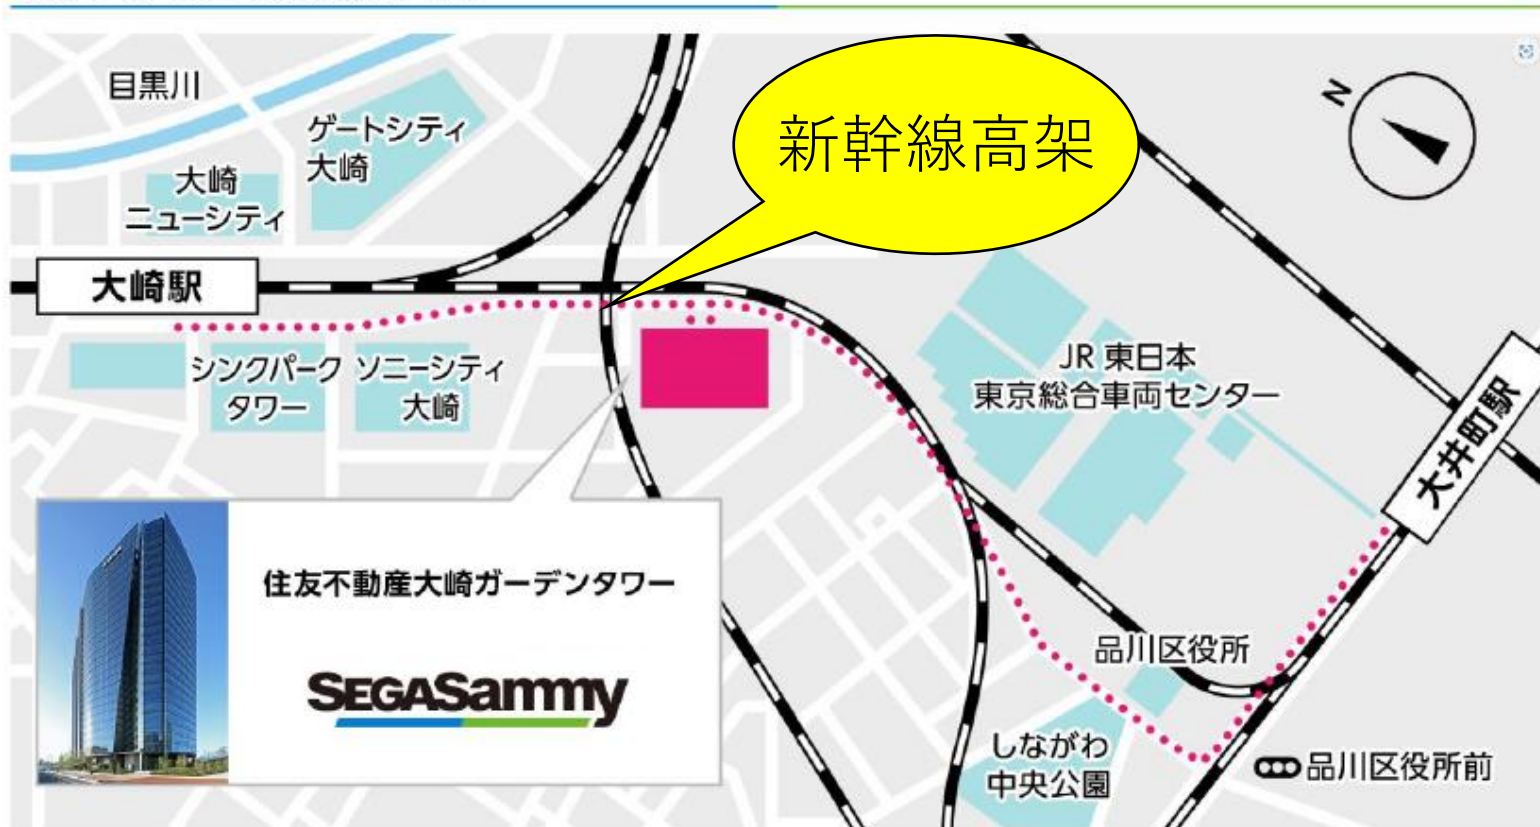 目黒川
ゲートシティ
大崎
大崎
ニューシティ
新幹線高架
N
大崎駅
シンクパーク
タワー
ソニーシティ
大崎
JR 東日本
東京総合車両センター
大井町駅
住友不動産大崎ガーデンタワー
SEGASammy
品川区役所
しながわ
中央公園
品川区役所前